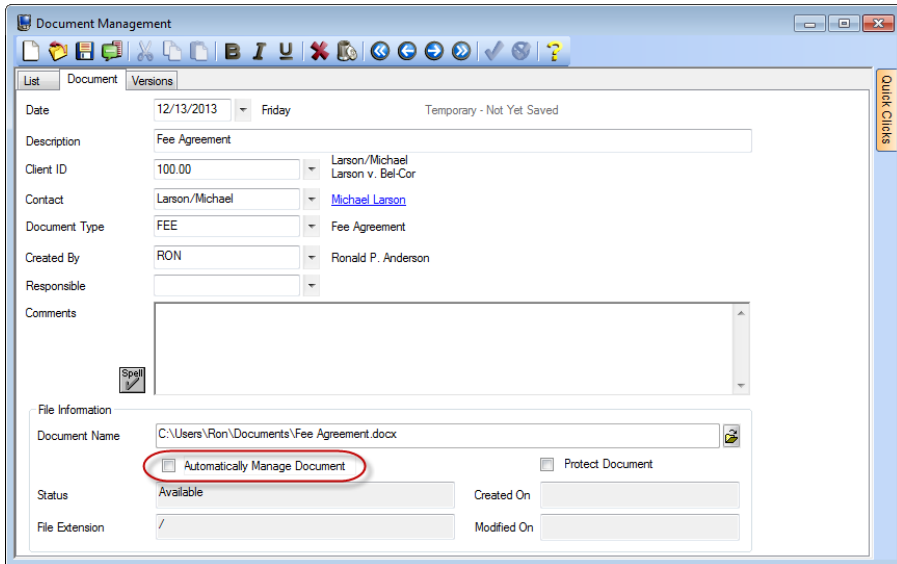 Document Management
B I U
List Document Versions
Quick Clicks
Date 12/13/2013 Friday Temporary - Not Yet Saved
Description Fee Agreement
Client ID 100.00 Larson/Michael
Larson v. Bel-Cor
Contact Larson/Michael Michael Larson
Document Type FEE Fee Agreement
Created By RON Ronald P. Anderson
Responsible
Comments
Spell
File Information
Document Name C:\Users\Ron\Documents\Fee Agreement.docx
Automatically Manage Document Protect Document
Status Available Created On
File Extension / Modified On